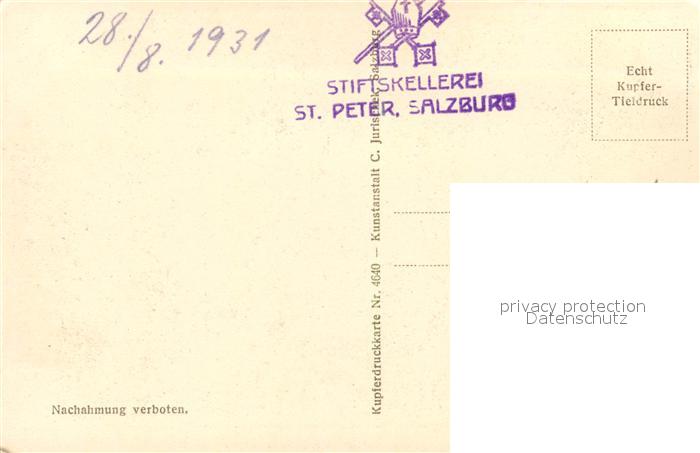 28./8. 1931
STIFTSKELLEREI
ST. PETER, SALZBURG
Echt
Kupfer-
Tiefdruck
Kupferdruckkarte Nr. 4640 — Kunstanstalt C. Jurischek, Salzburg
privacy protection
Datenschutz
Nachahmung verboten.